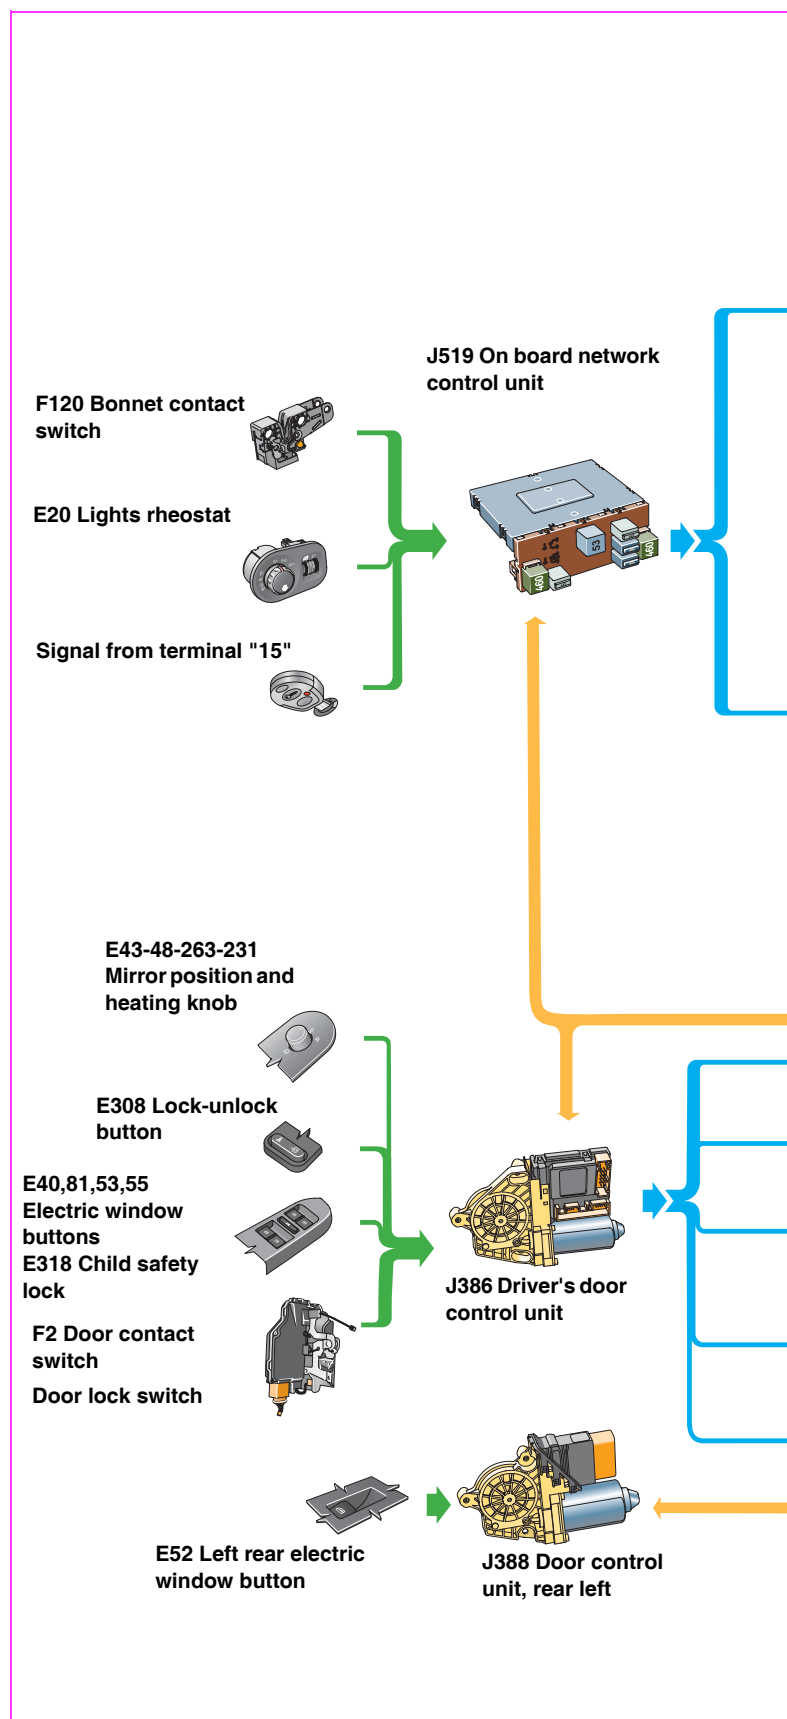 J519 On board network
control unit
F120 Bonnet contact
switch
E20 Lights rheostat
53
460
460
Signal from terminal "15"
E43-48-263-231
Mirror position and
heating knob
E308 Lock-unlock
button
E40,81,53,55
Electric window
buttons
E318 Child safety
lock
J386 Driver's door
control unit
F2 Door contact
switch
Door lock switch
E52 Left rear electric
window button
J388 Door control
unit, rear left